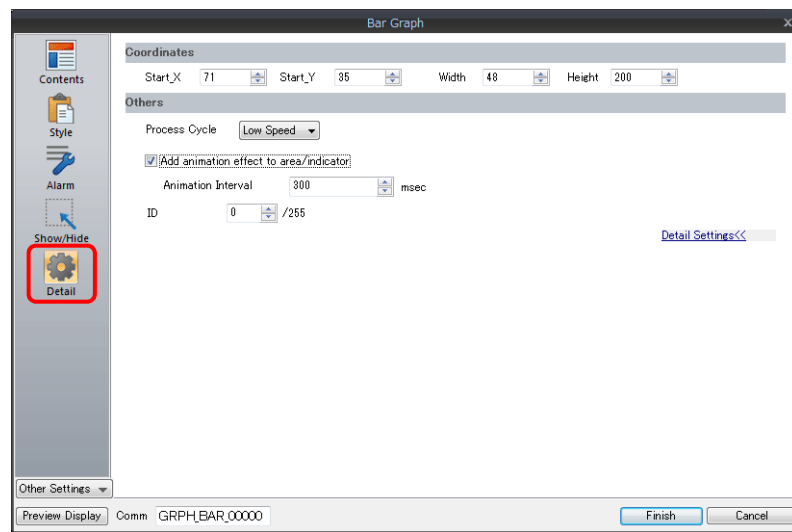 Bar Graph
Contents
Style
Alarm
Show/Hide
Detail
Other Settings
Coordinates
Start_X 71 Start_Y 35 Width 48 Height 200
Others
Process Cycle Low Speed
Add animation effect to area/indicator
Animation Interval 300 msec
ID 0 /255
Detail Settings<<
Preview Display Comm GRPH_BAR_00000 Finish Cancel